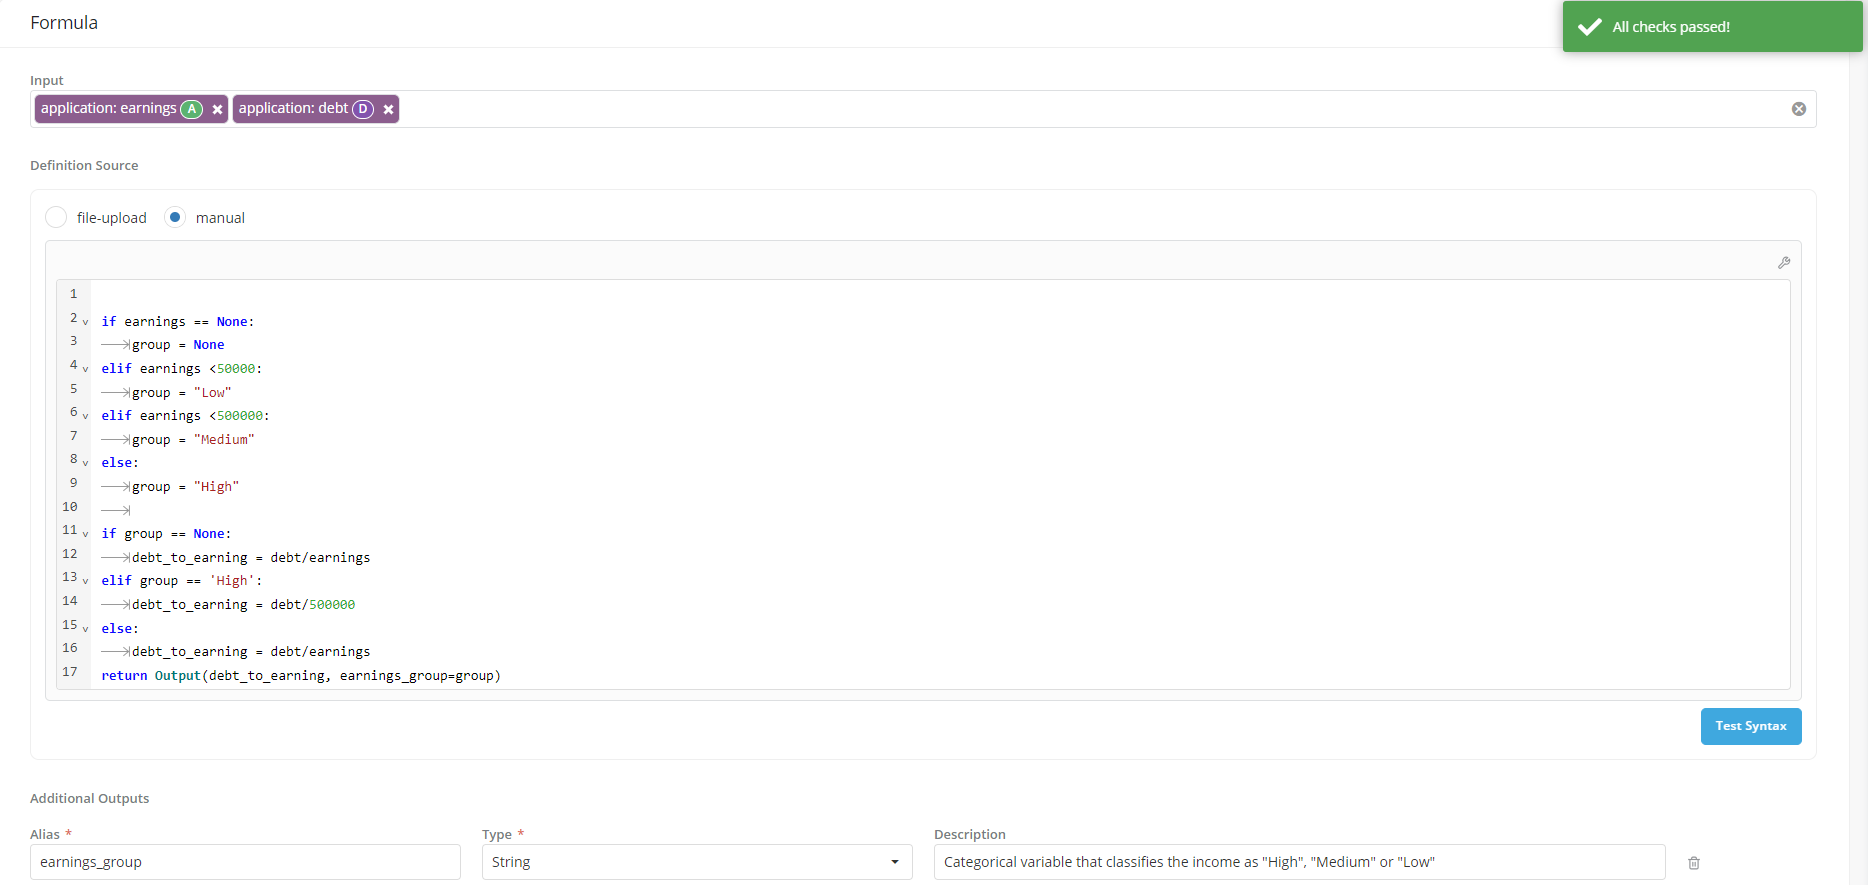 Formula
All checks passed!
Input
application: earnings A application: debt D
Definition Source
file-upload manual
1
2 if earnings == None:
3 group = None
4 elif earnings <50000:
5 group = "Low"
6 elif earnings <500000:
7 group = "Medium"
8 else:
9 group = "High"
10
11 if group == None:
12 debt_to_earning = debt/earnings
13 elif group == 'High':
14 debt_to_earning = debt/500000
15 else:
16 debt_to_earning = debt/earnings
17 return Output(debt_to_earning, earnings_group=group)
Test Syntax
Additional Outputs
Alias * Type * Description
earnings_group String Categorical variable that classifies the income as "High", "Medium" or "Low"